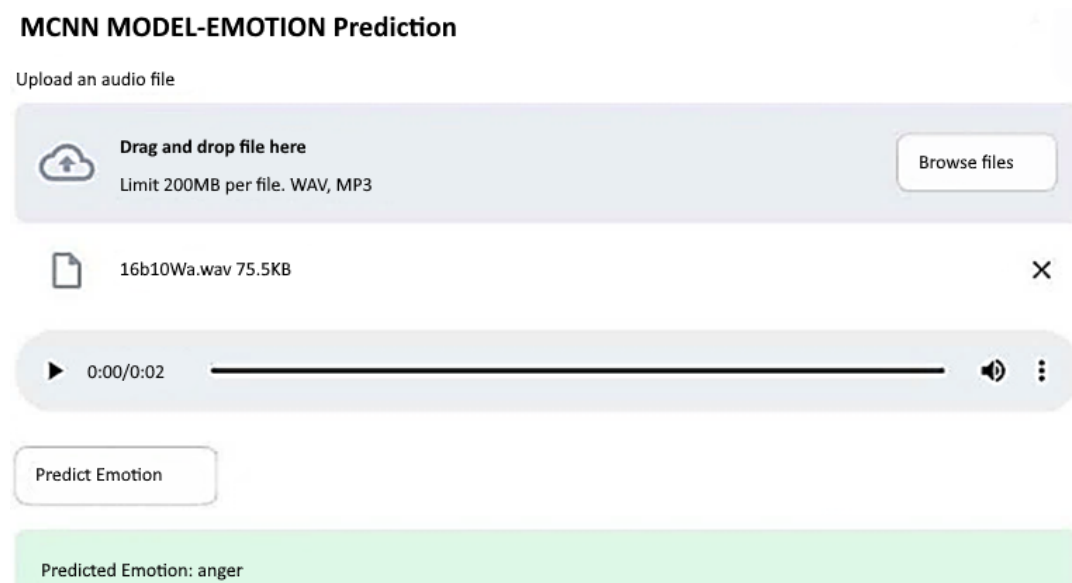 MCNN MODEL-EMOTION Prediction
Upload an audio file
Drag and drop file here
Limit 200MB per file. WAV, MP3
Browse files
16b10Wa.wav 75.5KB
0:00/0:02
Predict Emotion
Predicted Emotion: anger